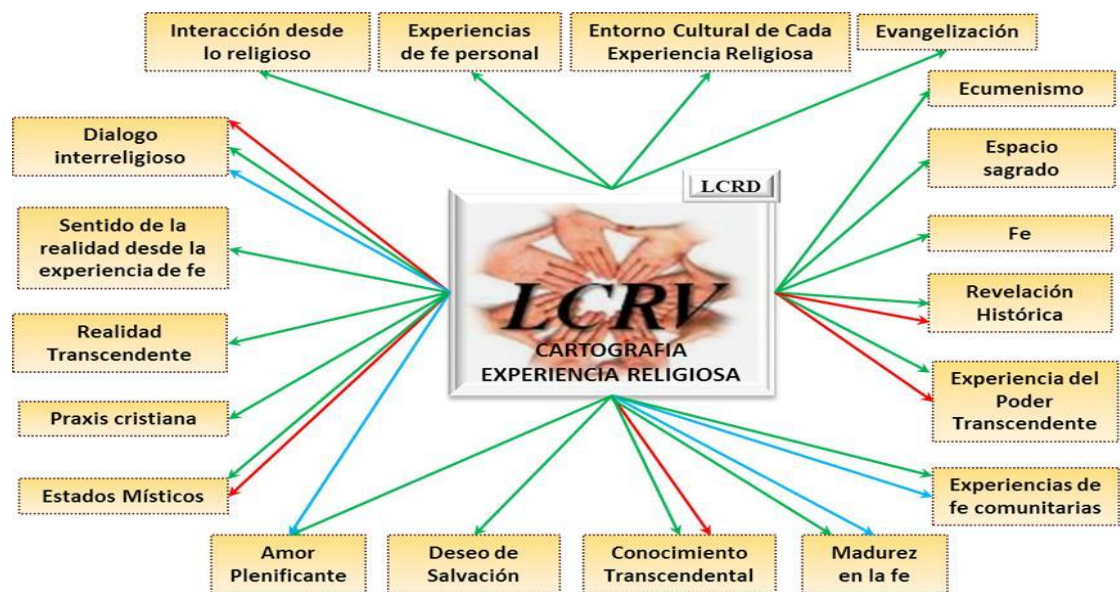 Interacción desde
lo religioso
Experiencias
de fe personal
Entorno Cultural de Cada
Experiencia Religiosa
Evangelización
Ecumenismo
Espacio
sagrado
Fe
Revelación
Histórica
Experiencia del
Poder
Transcendente
Experiencias de
fe comunitarias
Madurez
en la fe
Conocimiento
Transcendental
Deseo de
Salvación
Amor
Plenificante
Estados Místicos
Praxis cristiana
Realidad
Transcendente
Sentido de la
realidad desde la
experiencia de fe
Dialogo
interreligioso
LCRD
LCRV
CARTOGRAFIA
EXPERIENCIA RELIGIOSA